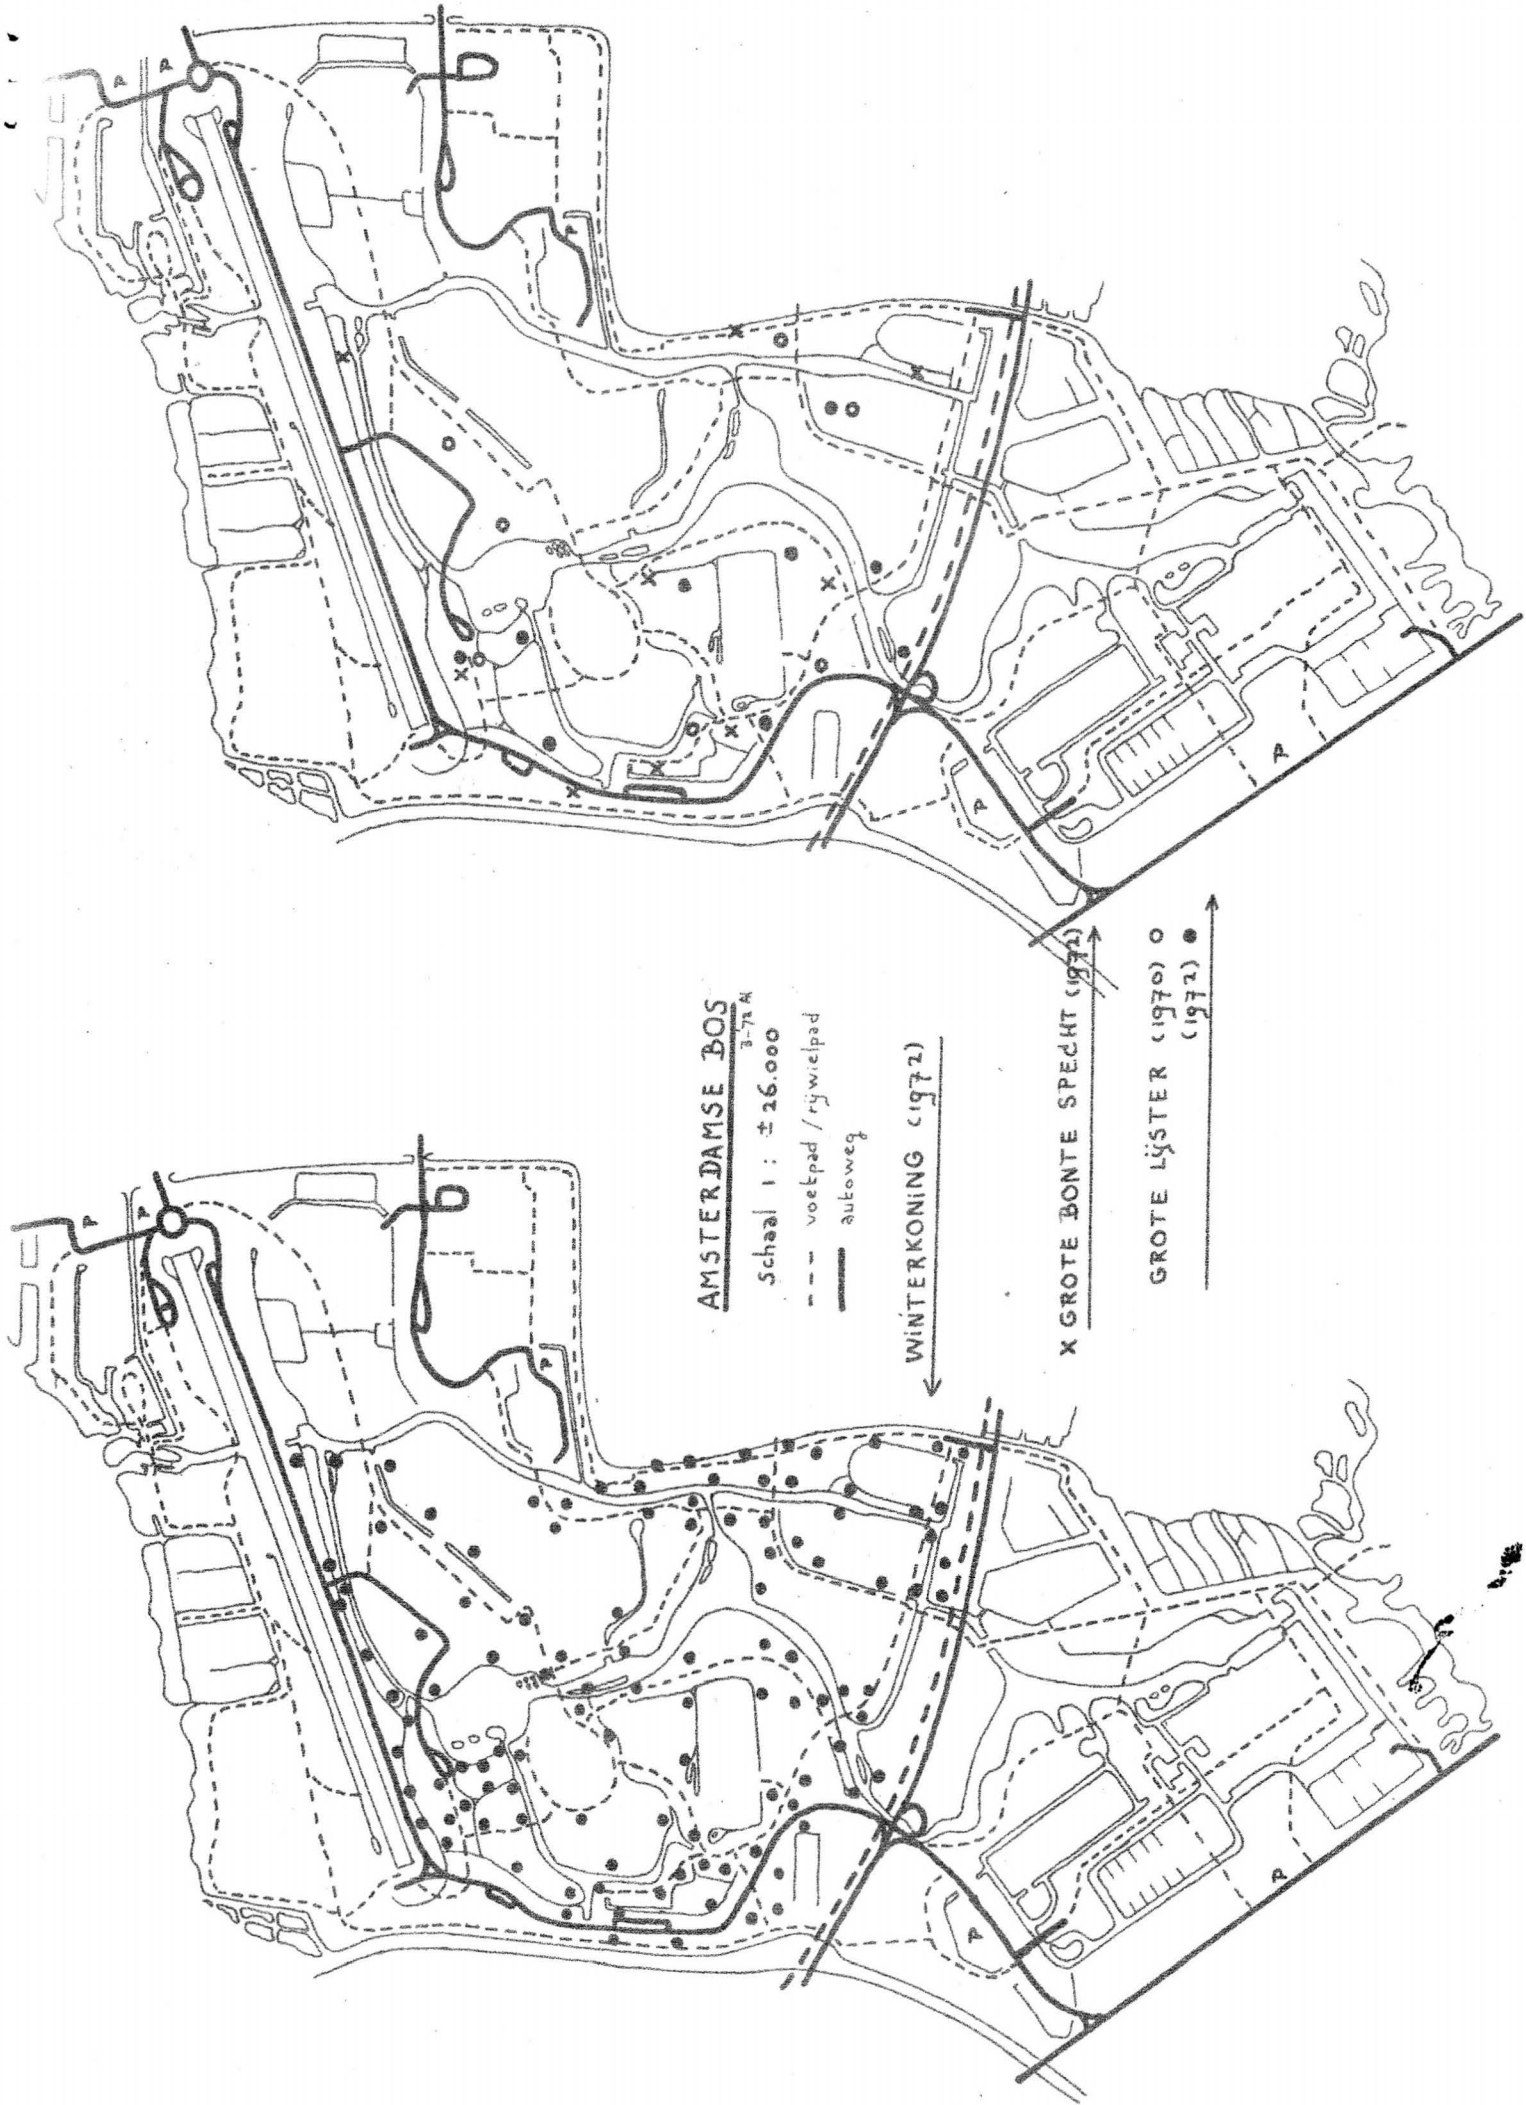 AMSTERDAMSE BOS
3-'72 AL
Schaal 1: ± 26.000
--- voetpad / rijwielpad
autoweg
WINTERKONING (1972)
X GROTE BONTE SPECHT (1972)
GROTE LIJSTER (1970) O
(1972) ●
P
P
P
P
P
P
P
P
P
P